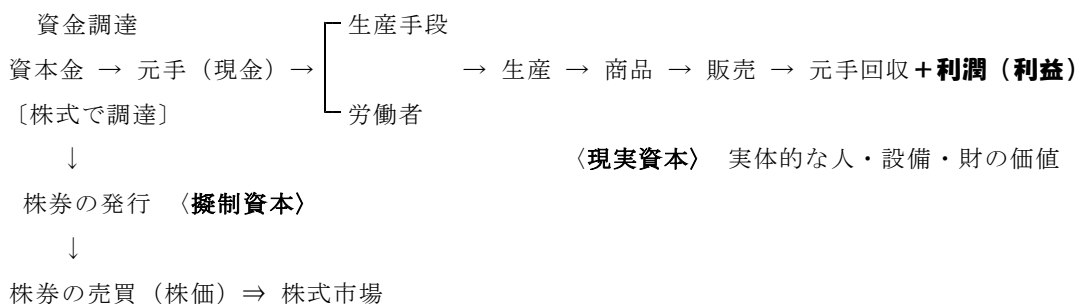 資金調達 生産手段
資本金 → 元手（現金）→ → 生産 → 商品 → 販売 → 元手回収＋利潤（利益）
〔株式で調達〕 労働者
↓ 〈現実資本〉 実体的な人・設備・財の価値
株券の発行 〈擬制資本〉
↓
株券の売買（株価）⇒ 株式市場